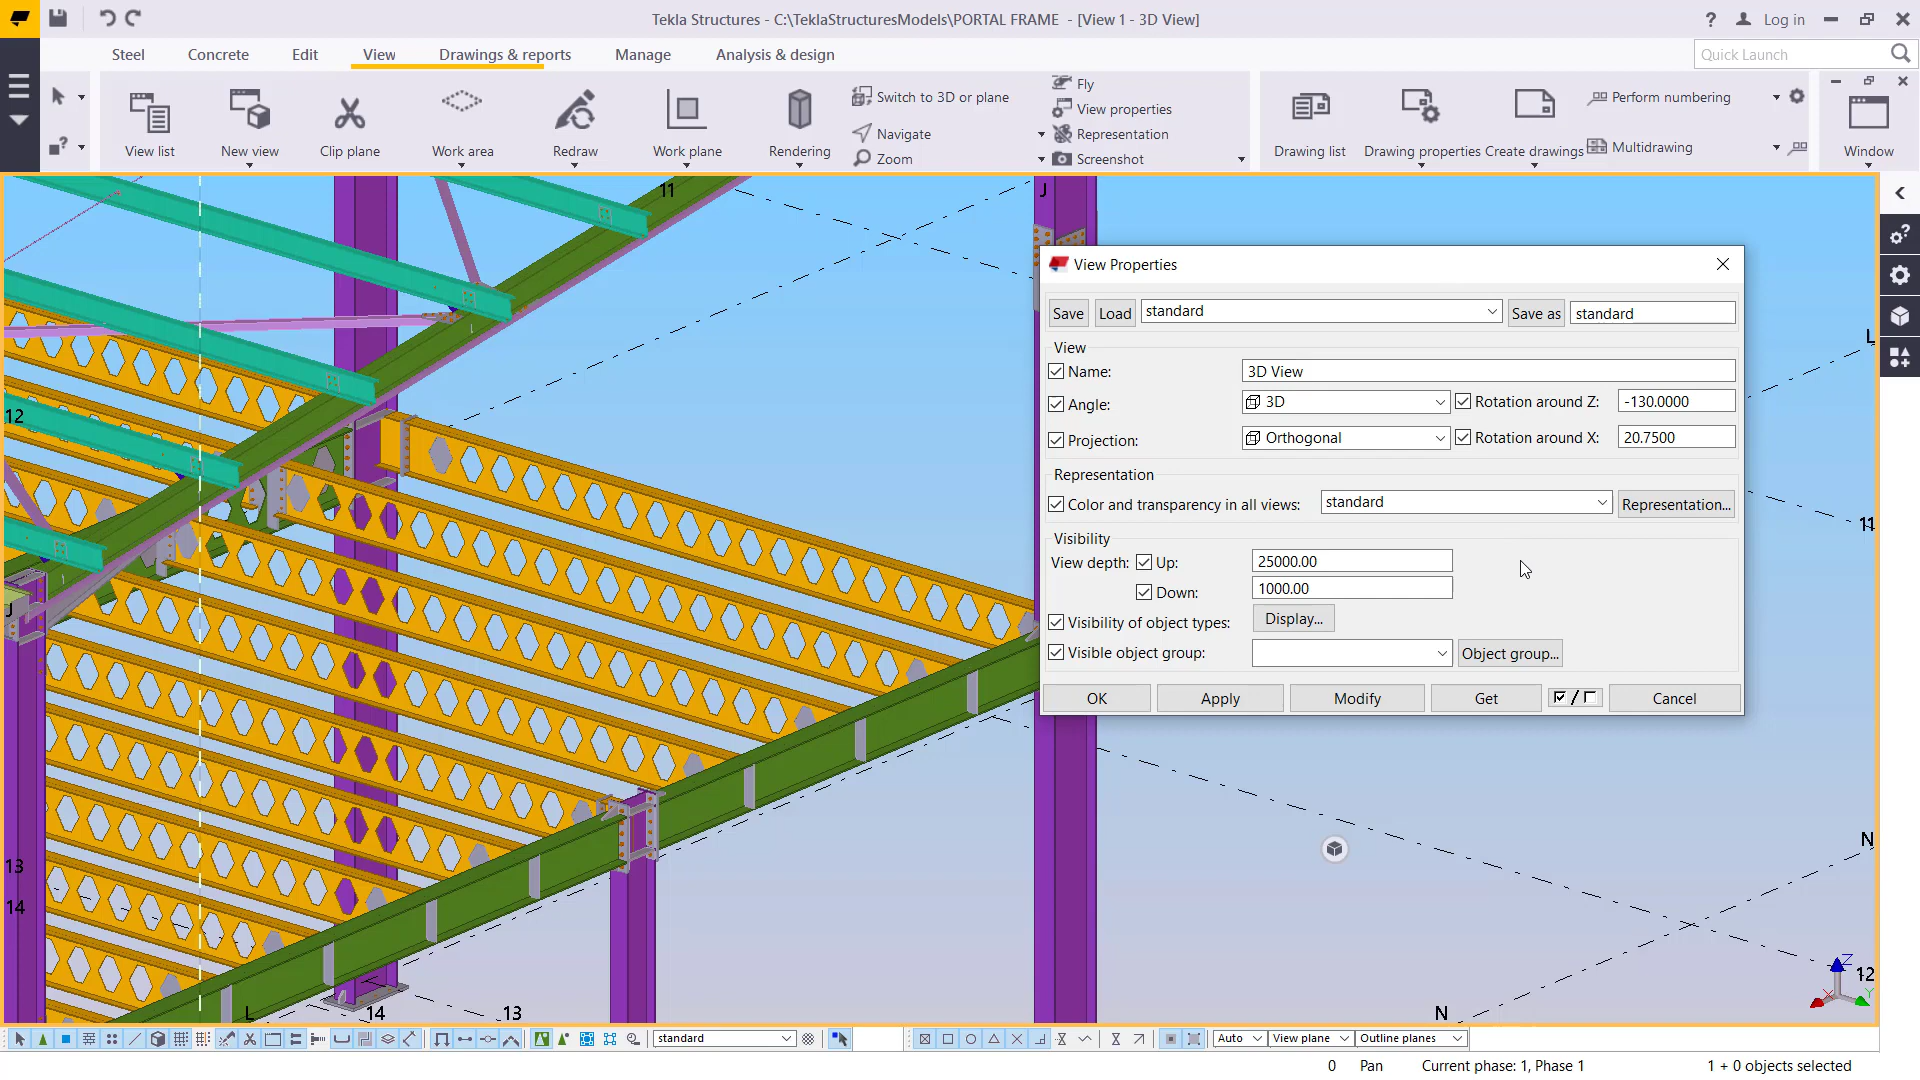 Tekla Structures - C:\TeklaStructuresModels\PORTAL FRAME - [View 1 - 3D View]
? Log in
Steel Concrete Edit View Drawings & reports Manage Analysis & design
Quick Launch
View list
New view
Clip plane
Work area
Redraw
Work plane
Rendering
Switch to 3D or plane
Navigate
Zoom
Fly
View properties
Representation
Screenshot
Drawing list
Drawing properties
Create drawings
Perform numbering
Multidrawing
Window
11
J
L
12
11
J
13
14
N
12
L
14
13
N
Z
X
Y
View Properties
Save Load standard Save as standard
View
Name: 3D View
Angle: 3D Rotation around Z: -130.0000
Projection: Orthogonal Rotation around X: 20.7500
Representation
Color and transparency in all views: standard Representation...
Visibility
View depth: Up: 25000.00
Down: 1000.00
Visibility of object types: Display...
Visible object group: Object group...
OK Apply Modify Get / Cancel
standard
Auto View plane Outline planes
0 Pan Current phase: 1, Phase 1 1 + 0 objects selected